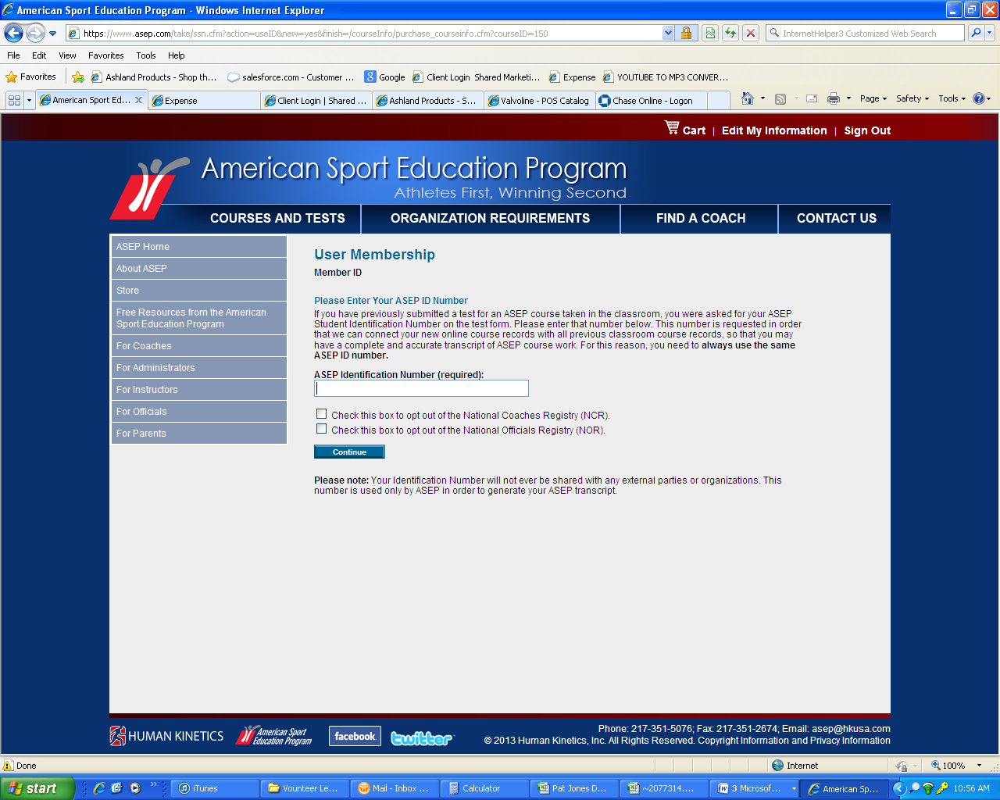 American Sport Education Program - Windows Internet Explorer
https://www.asep.com/take/ssn.cfm?action=useID&new=yes&finish=/courseInfo/purchase_courseinfo.cfm?courseID=150
InternetHelper3 Customized Web Search
File Edit View Favorites Tools Help
Favorites Ashland Products - Shop th... salesforce.com - Customer ... Google Client Login Shared Marketi... Expense YOUTUBE TO MP3 CONVER...
American Sport Ed... Expense Client Login | Shared ... Ashland Products - S... Valvoline - POS Catalog Chase Online - Logon Page Safety Tools
Cart | Edit My Information | Sign Out
American Sport Education Program
Athletes First, Winning Second
COURSES AND TESTS ORGANIZATION REQUIREMENTS FIND A COACH CONTACT US
ASEP Home
About ASEP
Store
Free Resources from the American
Sport Education Program
For Coaches
For Administrators
For Instructors
For Officials
For Parents
User Membership
Member ID
Please Enter Your ASEP ID Number
If you have previously submitted a test for an ASEP course taken in the classroom, you were asked for your ASEP
Student Identification Number on the test form. Please enter that number below. This number is requested in order
that we can connect your new online course records with all previous classroom course records, so that you may
have a complete and accurate transcript of ASEP course work. For this reason, you need to always use the same
ASEP ID number.
ASEP Identification Number (required):
Check this box to opt out of the National Coaches Registry (NCR).
Check this box to opt out of the National Officials Registry (NOR).
Continue
Please note: Your Identification Number will not ever be shared with any external parties or organizations. This
number is used only by ASEP in order to generate your ASEP transcript.
HUMAN KINETICS American Sport Education Program facebook twitter
Phone: 217-351-5076; Fax: 217-351-2674; Email: asep@hkusa.com
© 2013 Human Kinetics, Inc. All Rights Reserved. Copyright Information and Privacy Information
Done Internet 100%
start iTunes Vounteer Le... Mail - Inbox ... Calculator Pat Jones D... ~2077314.... 3 Microsof... American Sp... 10:56 AM